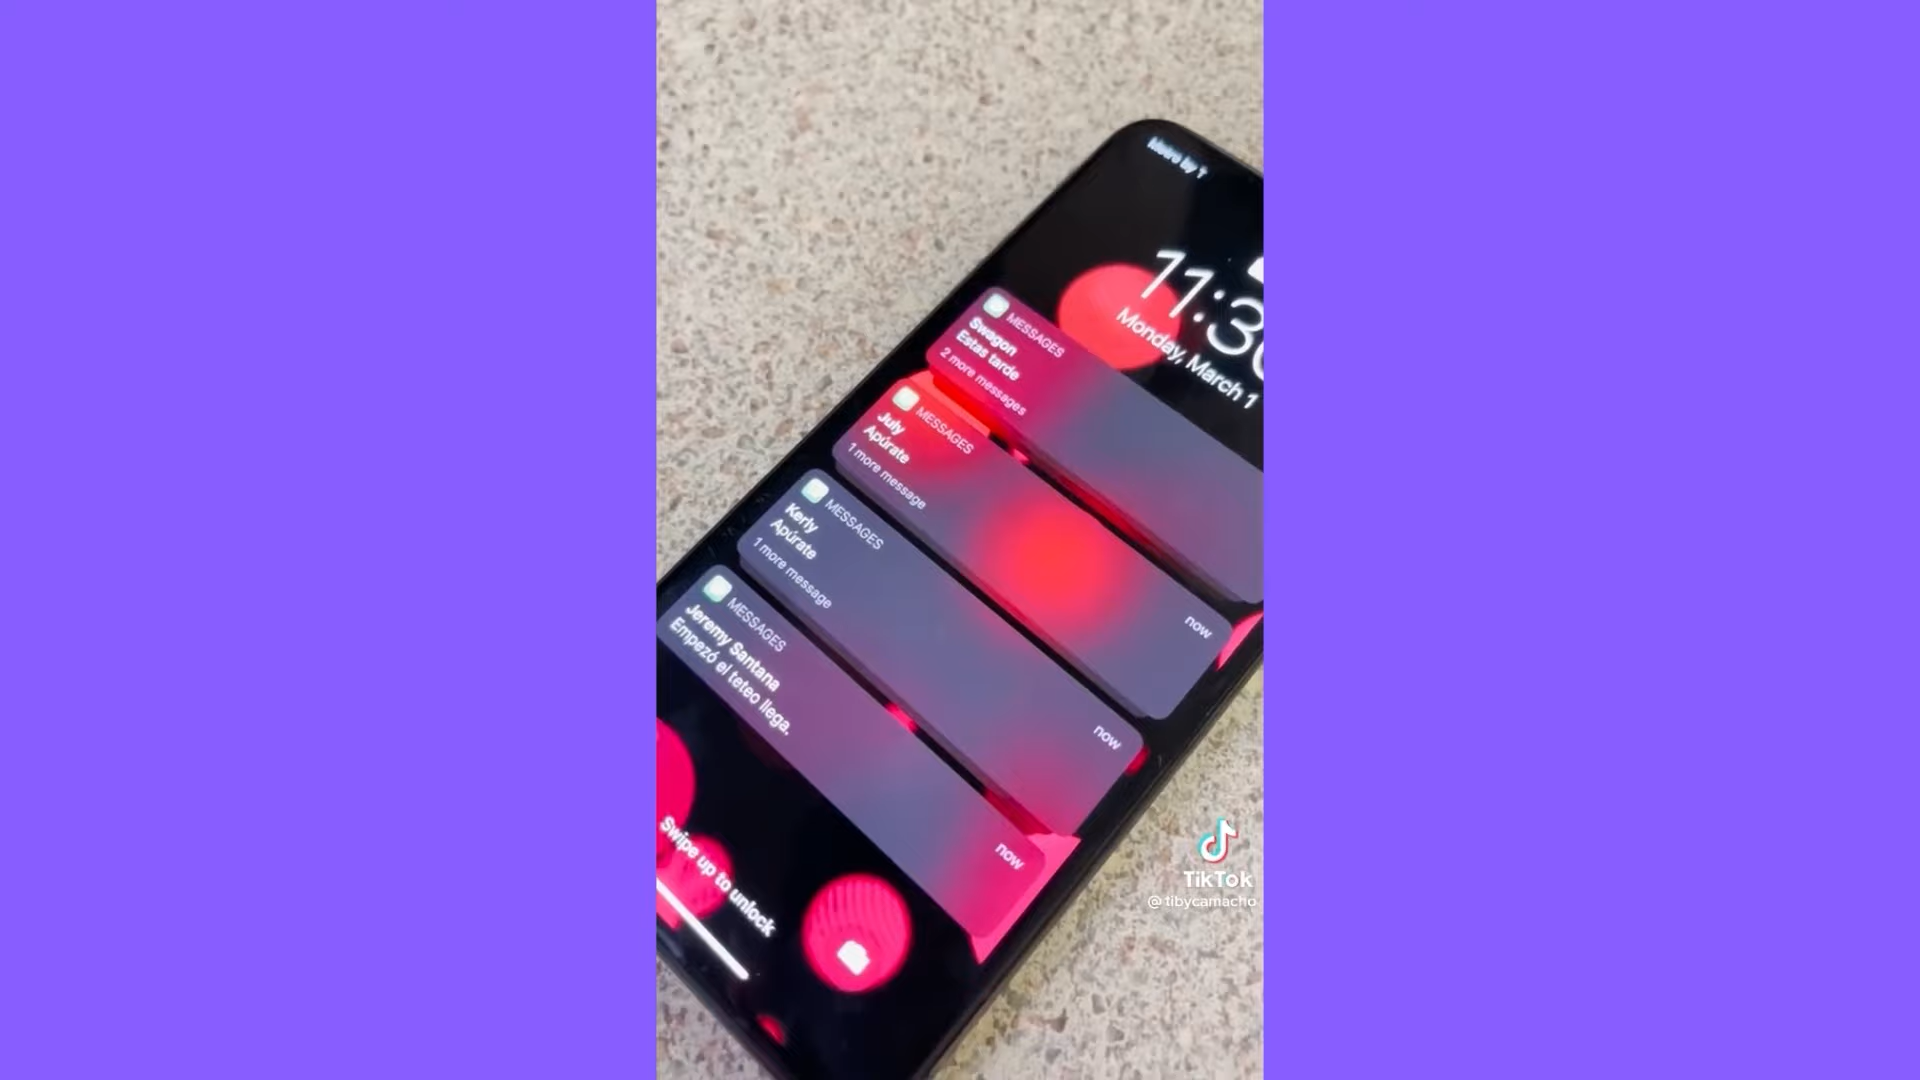 Metro by T
11:3
Monday, March 1
MESSAGES
Swagon
Estas tarde
2 more messages
MESSAGES
July
Apúrate
1 more message
now
MESSAGES
Kerly
Apúrate
1 more message
now
MESSAGES
Jeremy Santana
Empezó el teteo llega,
now
Swipe up to unlock
TikTok
@tibycamacho